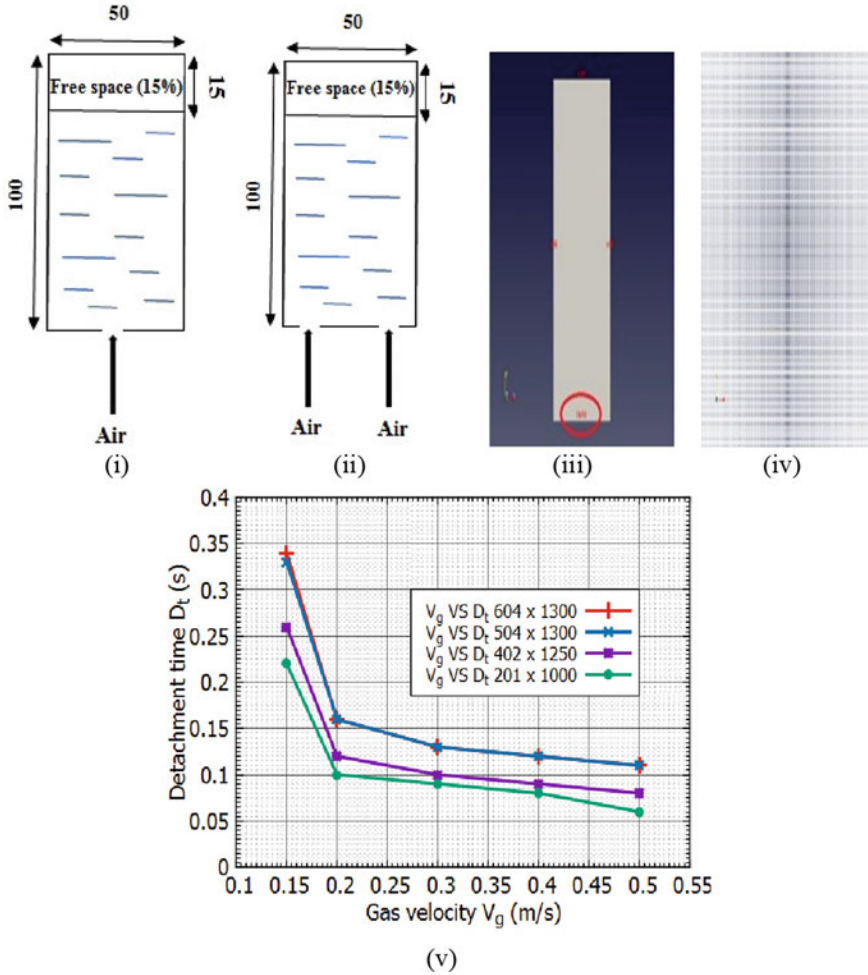 50
Free space (15%)
15
100
Air
(i)
50
Free space (15%)
15
100
Air
Air
(ii)
(iii)
(iv)
0.4
0.35
0.3
0.25
0.2
0.15
0.1
0.05
0
Detachment time Dt (s)
Vg VS Dt 604 x 1300
Vg VS Dt 504 x 1300
Vg VS Dt 402 x 1250
Vg VS Dt 201 x 1000
0.1 0.15 0.2 0.25 0.3 0.35 0.4 0.45 0.5 0.55
Gas velocity Vg (m/s)
(v)